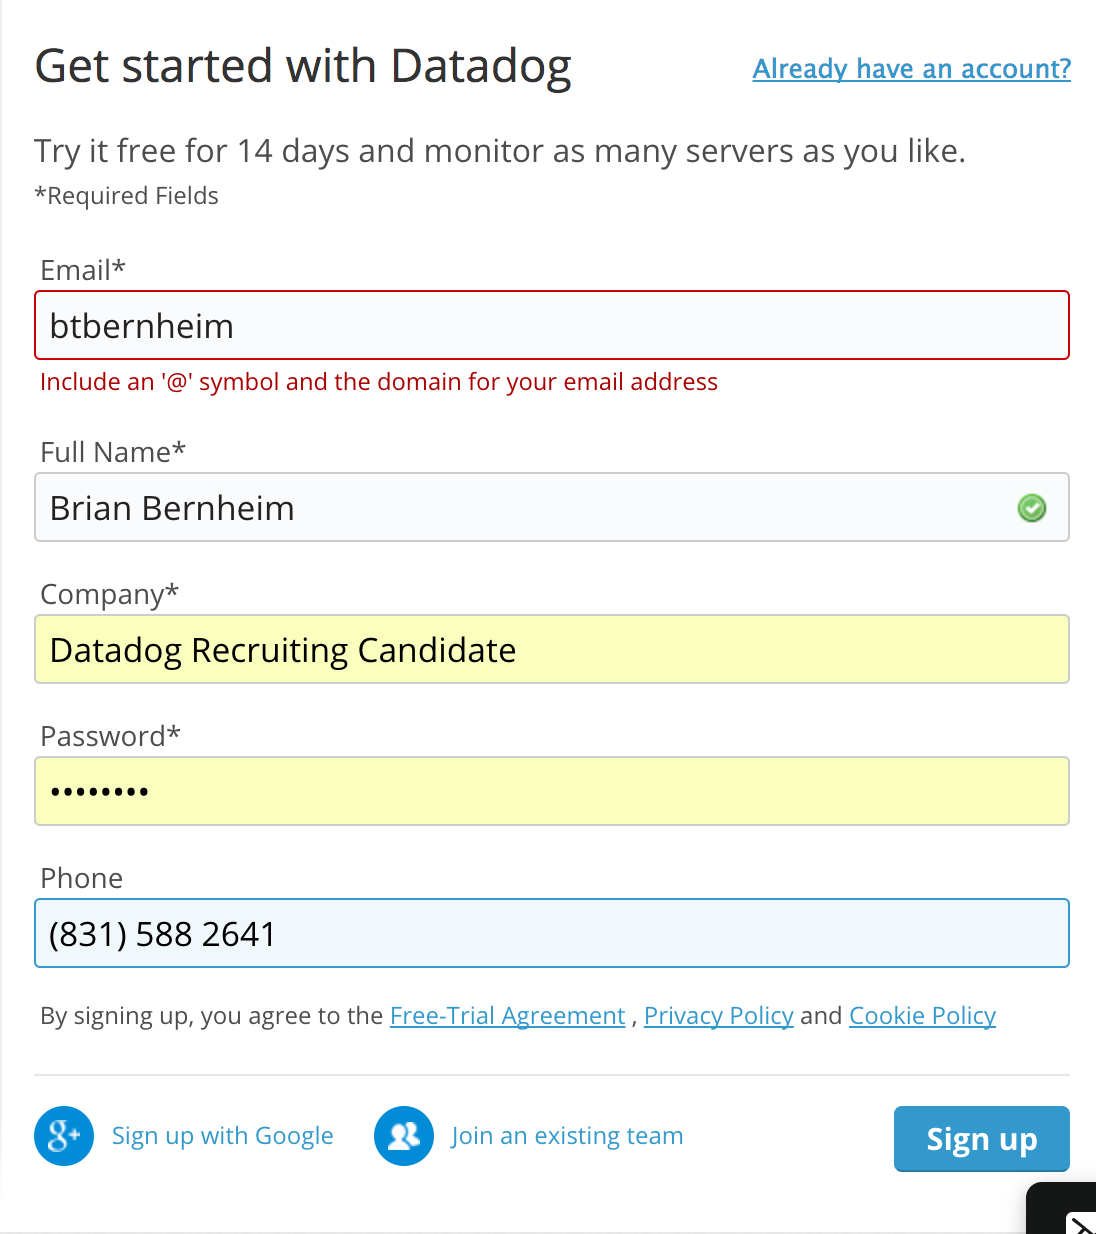 Get started with Datadog
Already have an account?
Try it free for 14 days and monitor as many servers as you like.
*Required Fields
Email*
btbernheim
Include an '@' symbol and the domain for your email address
Full Name*
Brian Bernheim
Company*
Datadog Recruiting Candidate
Password*
••••••••
Phone
(831) 588 2641
By signing up, you agree to the Free-Trial Agreement , Privacy Policy and Cookie Policy
g+ Sign up with Google
Join an existing team
Sign up